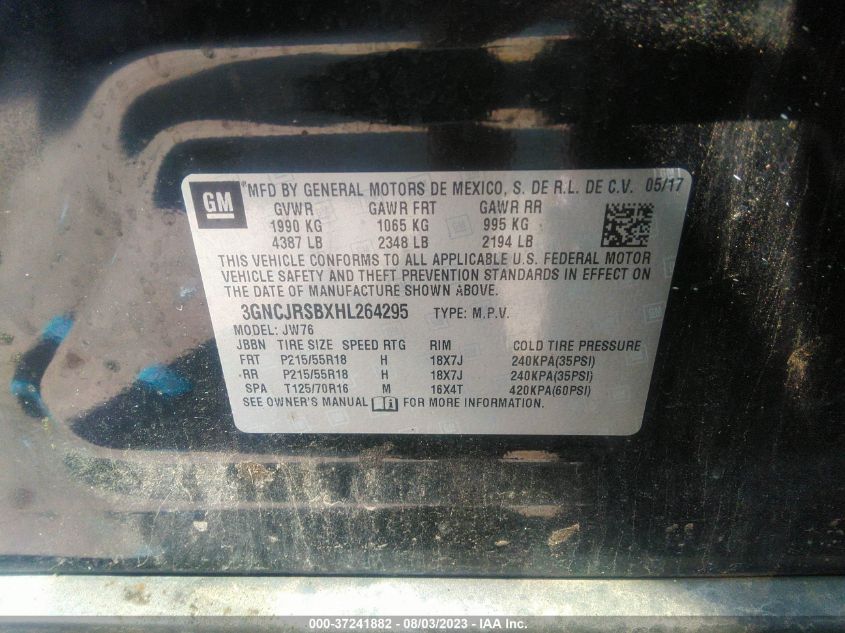 GM
MFD BY GENERAL MOTORS DE MEXICO, S. DE R.L. DE C.V. 05/17
GVWR GAWR FRT GAWR RR
1990 KG 1065 KG 995 KG
4387 LB 2348 LB 2194 LB
THIS VEHICLE CONFORMS TO ALL APPLICABLE U.S. FEDERAL MOTOR
VEHICLE SAFETY AND THEFT PREVENTION STANDARDS IN EFFECT ON
THE DATE OF MANUFACTURE SHOWN ABOVE.
3GNCJRSBXHL264295 TYPE: M.P.V.
MODEL: JW76
JBBN TIRE SIZE SPEED RTG RIM COLD TIRE PRESSURE
FRT P215/55R18 H 18X7J 240KPA(35PSI)
RR P215/55R18 H 18X7J 240KPA(35PSI)
SPA T125/70R16 M 16X4T 420KPA(60PSI)
SEE OWNER'S MANUAL FOR MORE INFORMATION.
000-37241882 - 08/03/2023 - IAA Inc.